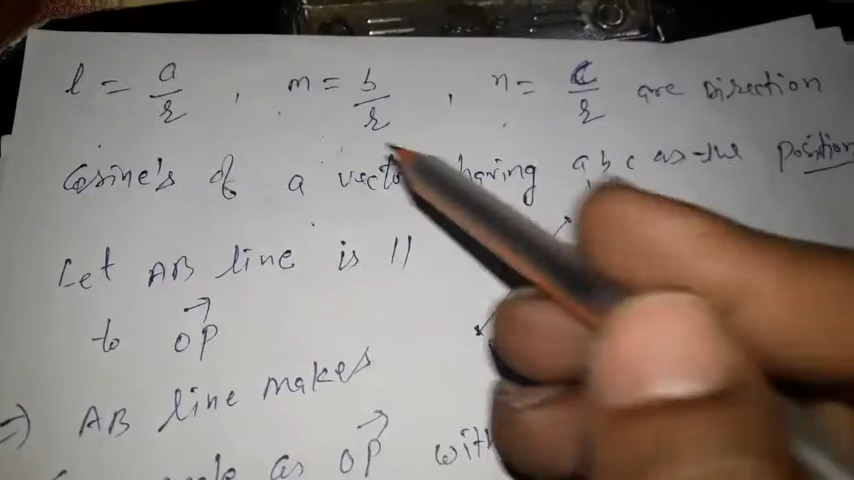 l = a/r , m = b/r , n = c/r are Direction
Cosine's of a vector having a b c as the position
Let AB line is ||
to OP
⇒ AB line makes
as OP with